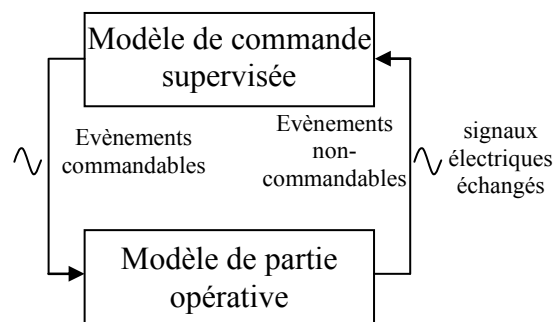 Modèle de commande
supervisée
Evènements
commandables
Evènements
non-
commandables
signaux
électriques
échangés
Modèle de partie
opérative